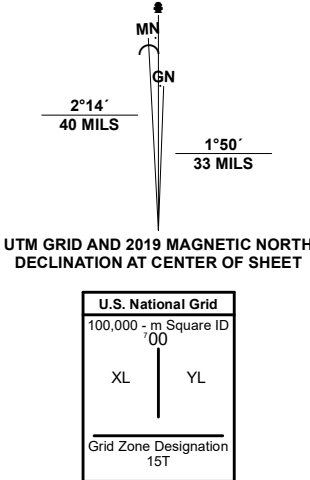 MN
GN
2°14´
40 MILS
1°50´
33 MILS
UTM GRID AND 2019 MAGNETIC NORTH
DECLINATION AT CENTER OF SHEET
U.S. National Grid
100,000 - m Square ID
⁷00
XL YL
Grid Zone Designation
15T